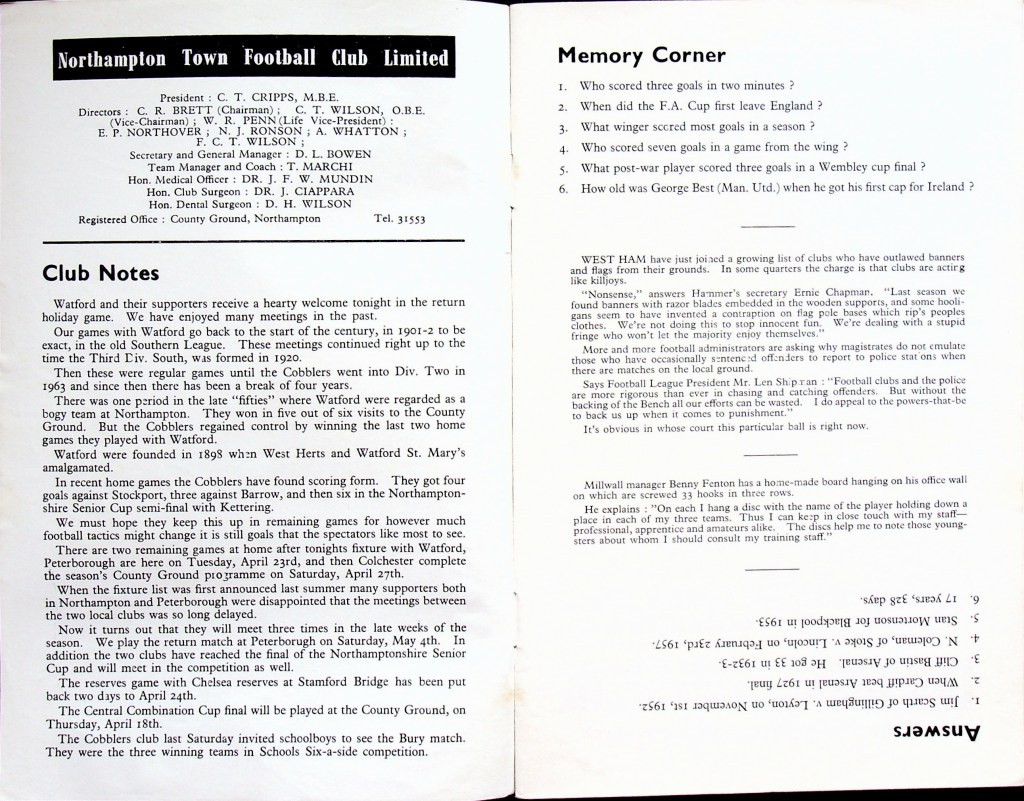 Northampton Town Football Club Limited
President : C. T. CRIPPS, M.B.E.
Directors : C. R. BRETT (Chairman) ; C. T. WILSON, O.B.E.
(Vice-Chairman) ; W. R. PENN (Life Vice-President) :
E. P. NORTHOVER ; N. J. RONSON ; A. WHATTON ;
F. C. T. WILSON ;
Secretary and General Manager : D. L. BOWEN
Team Manager and Coach : T. MARCHI
Hon. Medical Officer : DR. J. F. W. MUNDIN
Hon. Club Surgeon : DR. J. CIAPPARA
Hon. Dental Surgeon : D. H. WILSON
Registered Office : County Ground, Northampton Tel. 31553
Club Notes
Watford and their supporters receive a hearty welcome tonight in the return
holiday game. We have enjoyed many meetings in the past.
Our games with Watford go back to the start of the century, in 1901-2 to be
exact, in the old Southern League. These meetings continued right up to the
time the Third Div. South, was formed in 1920.
Then these were regular games until the Cobblers went into Div. Two in
1963 and since then there has been a break of four years.
There was one period in the late "fifties" where Watford were regarded as a
bogy team at Northampton. They won in five out of six visits to the County
Ground. But the Cobblers regained control by winning the last two home
games they played with Watford.
Watford were founded in 1898 when West Herts and Watford St. Mary's
amalgamated.
In recent home games the Cobblers have found scoring form. They got four
goals against Stockport, three against Barrow, and then six in the Northampton-
shire Senior Cup semi-final with Kettering.
We must hope they keep this up in remaining games for however much
football tactics might change it is still goals that the spectators like most to see.
There are two remaining games at home after tonights fixture with Watford,
Peterborough are here on Tuesday, April 23rd, and then Colchester complete
the season's County Ground programme on Saturday, April 27th.
When the fixture list was first announced last summer many supporters both
in Northampton and Peterborough were disappointed that the meetings between
the two local clubs was so long delayed.
Now it turns out that they will meet three times in the late weeks of the
season. We play the return match at Peterborough on Saturday, May 4th. In
addition the two clubs have reached the final of the Northamptonshire Senior
Cup and will meet in the competition as well.
The reserves game with Chelsea reserves at Stamford Bridge has been put
back two days to April 24th.
The Central Combination Cup final will be played at the County Ground, on
Thursday, April 18th.
The Cobblers club last Saturday invited schoolboys to see the Bury match.
They were the three winning teams in Schools Six-a-side competition.
Memory Corner
1. Who scored three goals in two minutes ?
2. When did the F.A. Cup first leave England ?
3. What winger scored most goals in a season ?
4. Who scored seven goals in a game from the wing ?
5. What post-war player scored three goals in a Wembley cup final ?
6. How old was George Best (Man. Utd.) when he got his first cap for Ireland ?
WEST HAM have just joined a growing list of clubs who have outlawed banners
and flags from their grounds. In some quarters the charge is that clubs are acting
like killjoys.
"Nonsense," answers Hammer's secretary Ernie Chapman. "Last season we
found banners with razor blades embedded in the wooden supports, and some hooli-
gans seem to have invented a contraption on flag pole bases which rip's peoples
clothes. We're not doing this to stop innocent fun. We're dealing with a stupid
fringe who won't let the majority enjoy themselves."
More and more football administrators are asking why magistrates do not emulate
those who have occasionally sentenced offenders to report to police stations when
there are matches on the local ground.
Says Football League President Mr. Len Shipman : "Football clubs and the police
are more rigorous than ever in chasing and catching offenders. But without the
backing of the Bench all our efforts can be wasted. I do appeal to the powers-that-be
to back us up when it comes to punishment."
It's obvious in whose court this particular ball is right now.
Millwall manager Benny Fenton has a home-made board hanging on his office wall
on which are screwed 33 hooks in three rows.
He explains : "On each I hang a disc with the name of the player holding down a
place in each of my three teams. Thus I can keep in close touch with my staff—
professional, apprentice and amateurs alike. The discs help me to note those young-
sters about whom I should consult my training staff."
Answers
1. Jim Scarth of Gillingham v. Leyton, on November 1st, 1952.
2. When Cardiff beat Arsenal in 1927 final.
3. Cliff Bastin of Arsenal. He got 33 in 1932-3.
4. N. Coleman, of Stoke v. Lincoln, on February 23rd, 1957.
5. Stan Mortenson for Blackpool in 1953.
6. 17 years, 328 days.